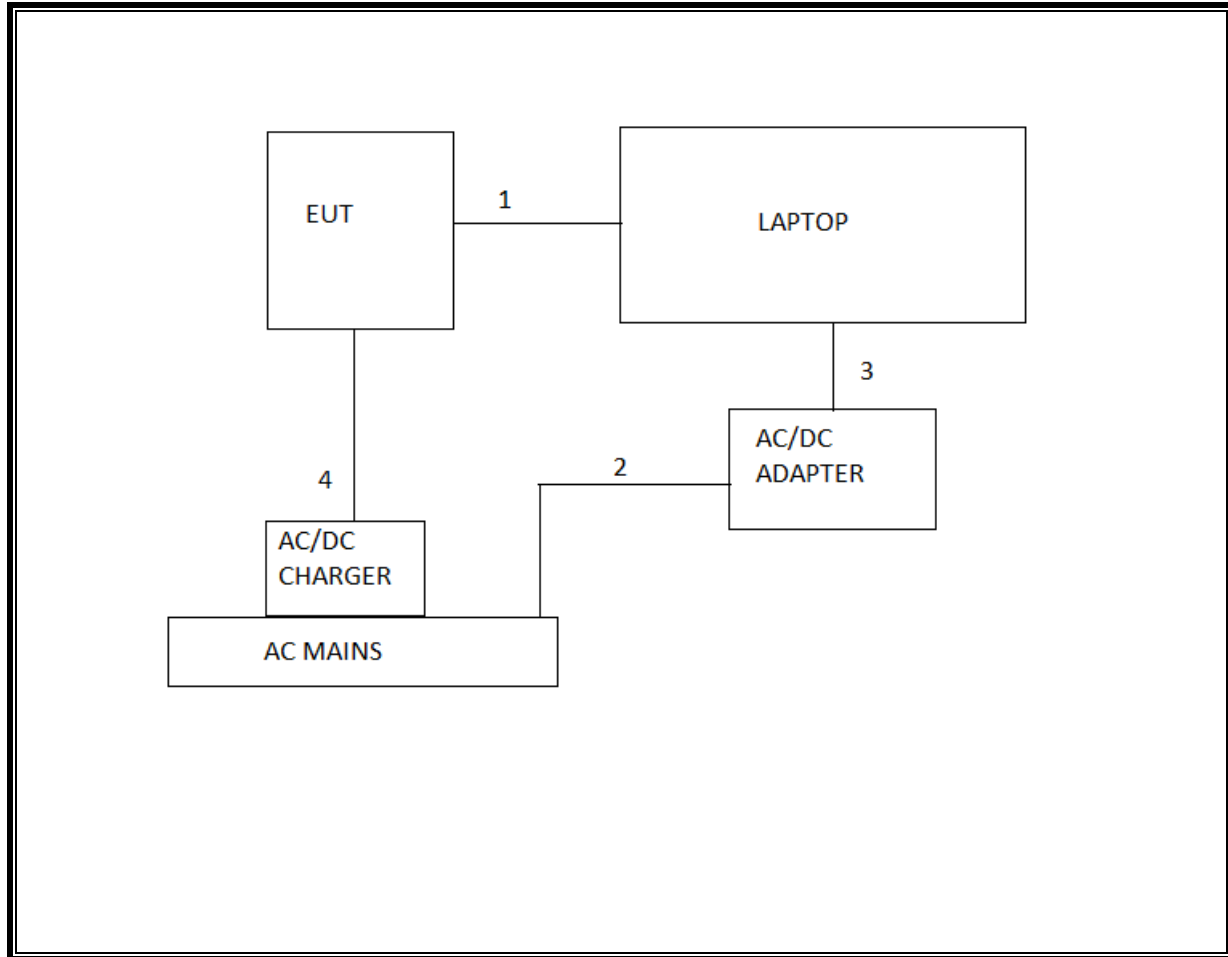 EUT
1
LAPTOP
3
AC/DC
ADAPTER
2
4
AC/DC
CHARGER
AC MAINS